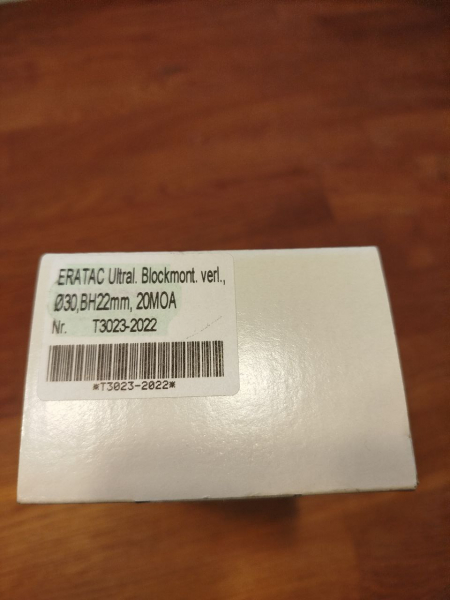 ERATAC Ultral. Blockmont. verl.,
Ø30,BH22mm, 20MOA
Nr. T3023-2022
*T3023-2022*